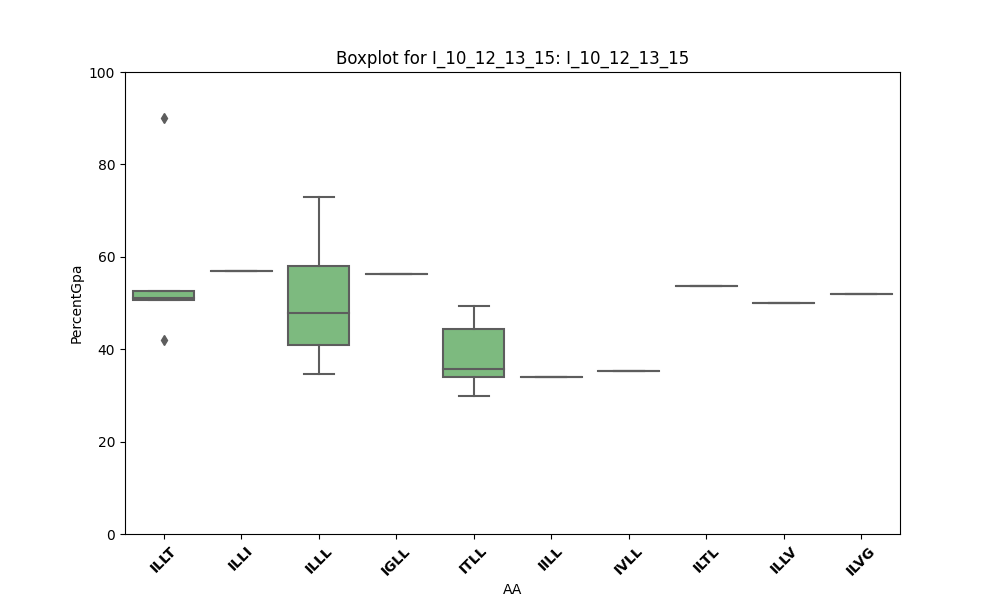 Boxplot for I_10_12_13_15: I_10_12_13_15
100
80
60
40
20
0
PercentGpa
ILLT ILLI ILLL IGLL ITLL IILL IVLL ILTL ILLV ILVG
AA